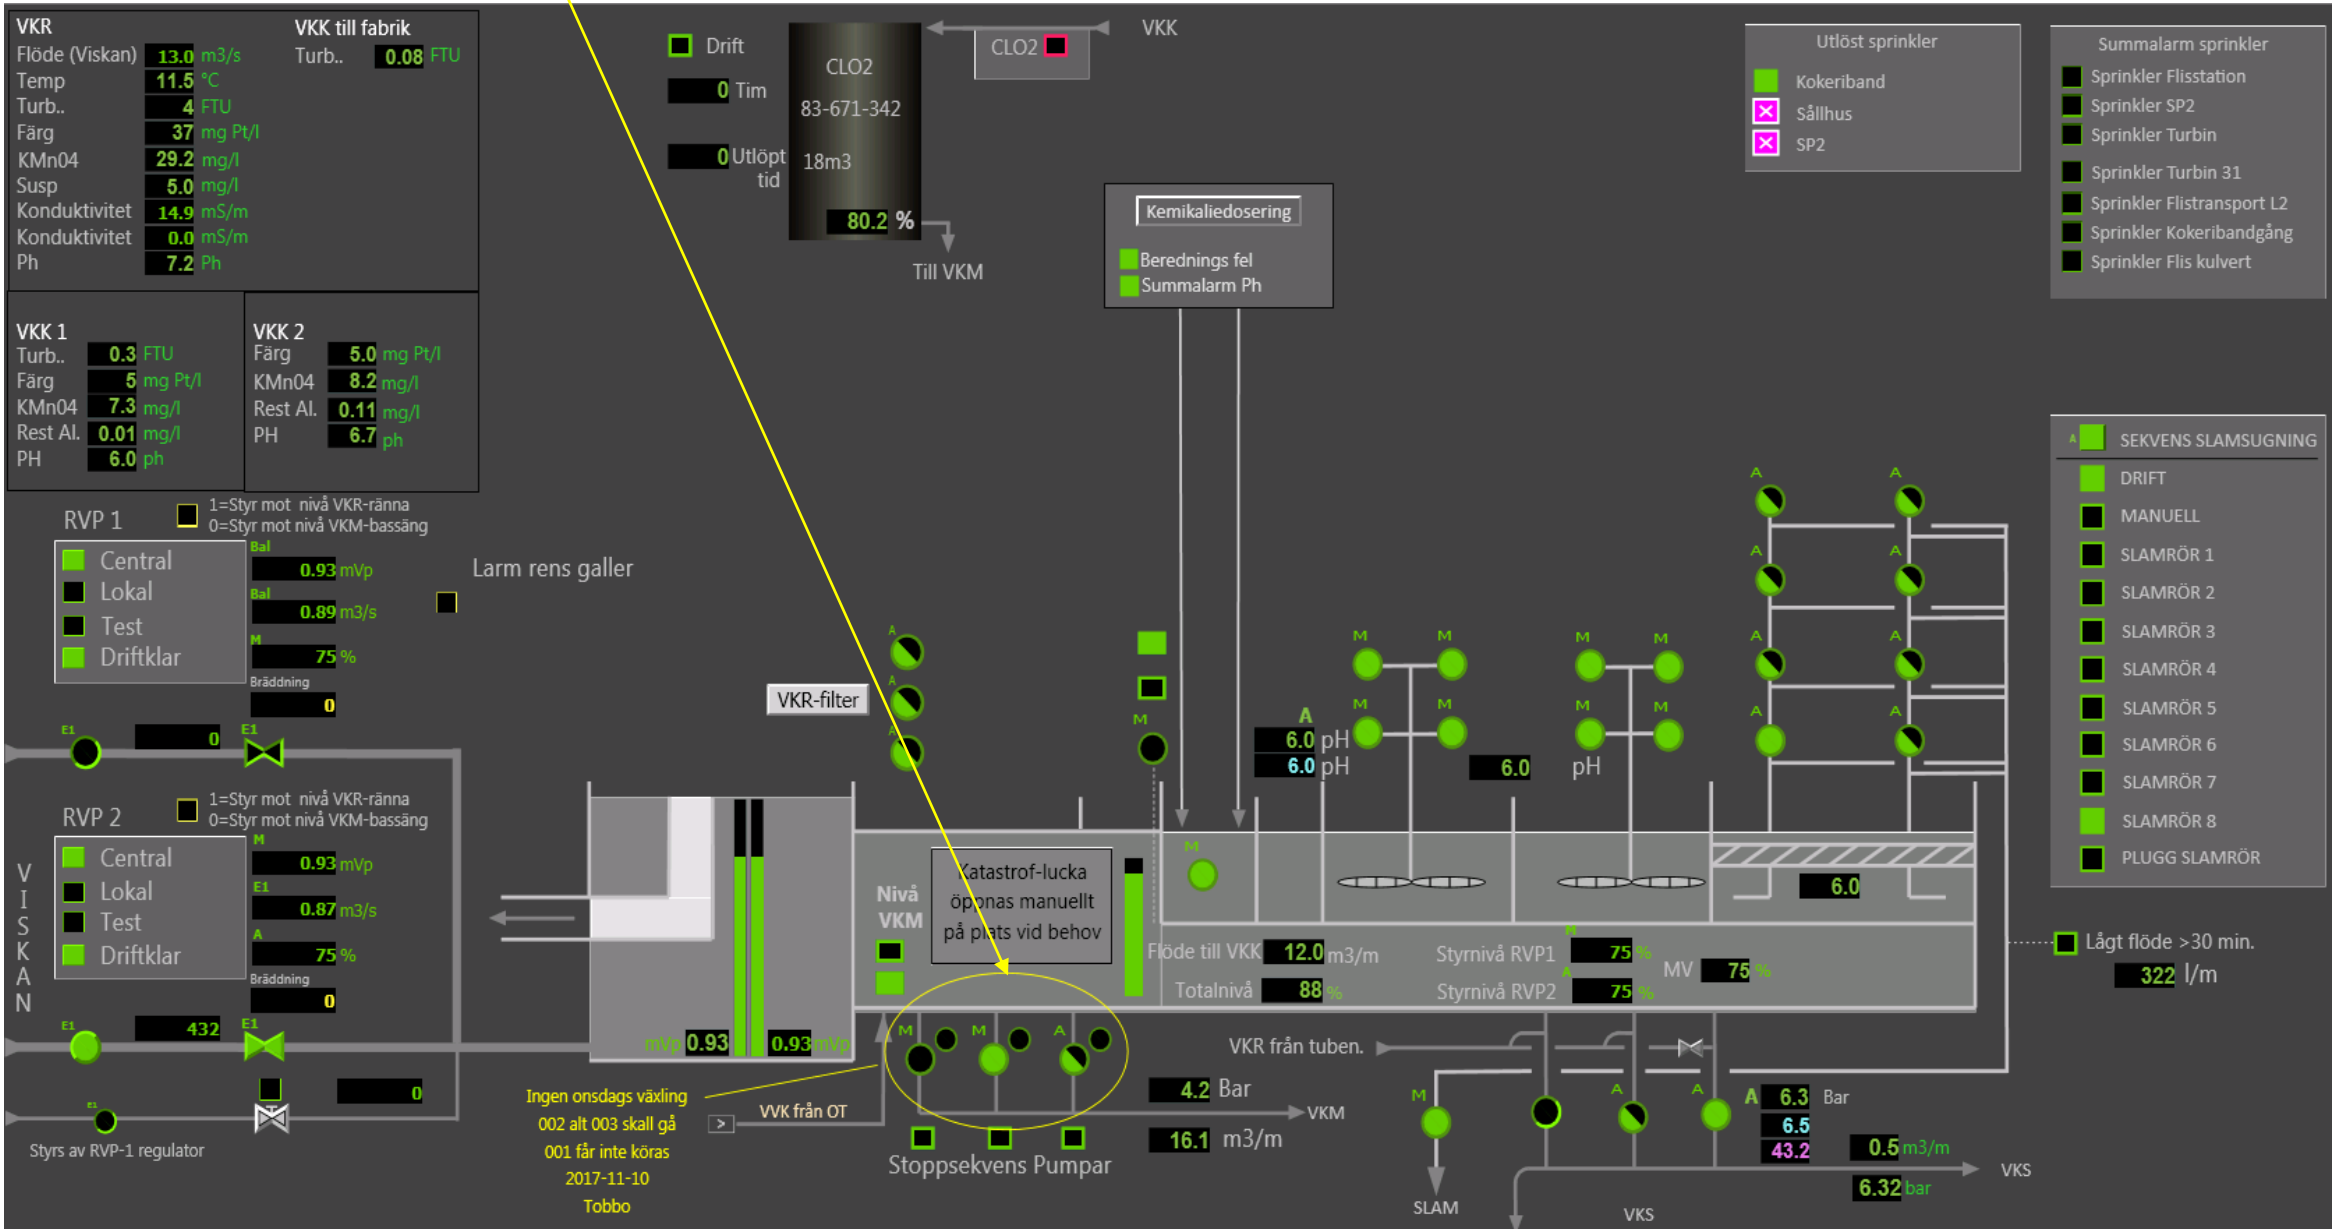 VKR
VKK till fabrik
Flöde (Viskan) 13.0 m3/s
Turb.. 0.08 FTU
Temp 11.5 °C
Turb.. 4 FTU
Färg 37 mg Pt/l
KMn04 29.2 mg/l
Susp 5.0 mg/l
Konduktivitet 14.9 mS/m
Konduktivitet 0.0 mS/m
Ph 7.2 Ph
VKK 1
Turb.. 0.3 FTU
Färg 5 mg Pt/l
KMn04 7.3 mg/l
Rest Al. 0.01 mg/l
PH 6.0 ph
VKK 2
Färg 5.0 mg Pt/l
KMn04 8.2 mg/l
Rest Al. 0.11 mg/l
PH 6.7 ph
Drift
0 Tim
0 Utlöpt
tid
CLO2
83-671-342
18m3
80.2 %
Till VKM
CLO2
VKK
Kemikaliedosering
Berednings fel
Summalarm Ph
Utlöst sprinkler
Kokeriband
Sållhus
SP2
Summalarm sprinkler
Sprinkler Flisstation
Sprinkler SP2
Sprinkler Turbin
Sprinkler Turbin 31
Sprinkler Flistransport L2
Sprinkler Kokeribandgång
Sprinkler Flis kulvert
RVP 1
1=Styr mot nivå VKR-ränna
0=Styr mot nivå VKM-bassäng
Central
Lokal
Test
Driftklar
Bal
0.93 mVp
Bal
0.89 m3/s
M
75 %
Bräddning
0
Larm rens galler
E1
0
E1
RVP 2
1=Styr mot nivå VKR-ränna
0=Styr mot nivå VKM-bassäng
Central
Lokal
Test
Driftklar
M
0.93 mVp
E1
0.87 m3/s
A
75 %
Bräddning
0
VISKAN
E1
432
E1
0
E1
Styrs av RVP-1 regulator
A
A
A
VKR-filter
mVp 0.93
0.93 mVp
Nivå
VKM
Katastrof-lucka
öppnas manuellt
på plats vid behov
M
M
A
Ingen onsdags växling
002 alt 003 skall gå
001 får inte köras
2017-11-10
Tobbo
> VVK från OT
Stoppsekvens Pumpar
4.2 Bar
VKM
16.1 m3/m
M
M
A
6.0 pH
6.0 pH
M M
M M
6.0 pH
M M
M M
A A
A A
A A
A A
6.0
Flöde till VKK 12.0 m3/m
Totalnivå 88 %
Styrnivå RVP1
M
75 %
Styrnivå RVP2
A
75 %
MV 75 %
VKR från tuben.
M
SLAM
A
A
A 6.3 Bar
6.5
43.2
0.5 m3/m
VKS
6.32 bar
VKS
A SEKVENS SLAMSUGNING
DRIFT
MANUELL
SLAMRÖR 1
SLAMRÖR 2
SLAMRÖR 3
SLAMRÖR 4
SLAMRÖR 5
SLAMRÖR 6
SLAMRÖR 7
SLAMRÖR 8
PLUGG SLAMRÖR
Lågt flöde >30 min.
322 l/m